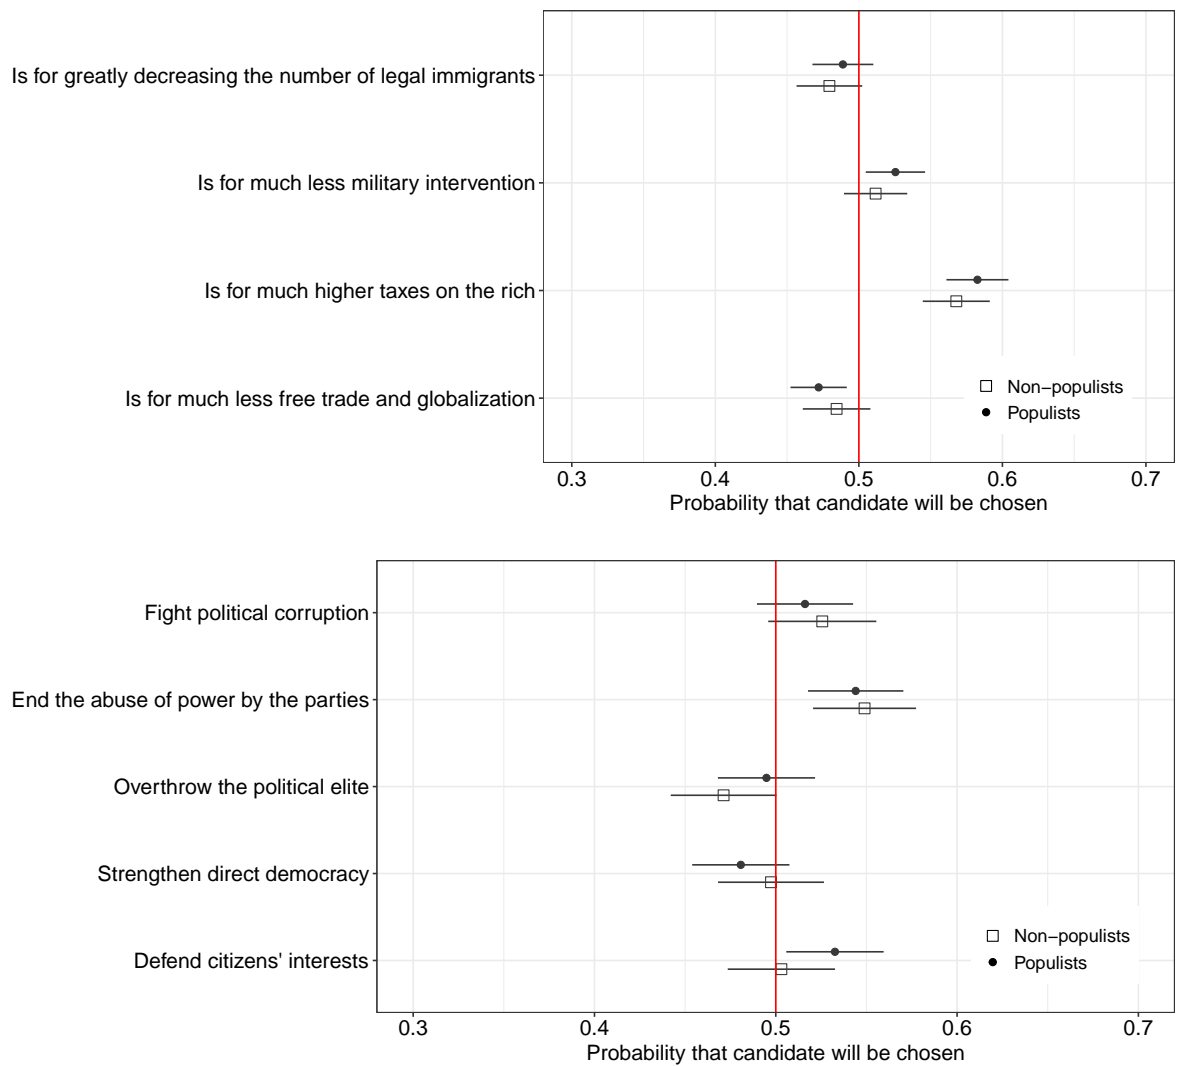 Is for greatly decreasing the number of legal immigrants
Is for much less military intervention
Is for much higher taxes on the rich
Is for much less free trade and globalization
Non−populists
Populists
0.3 0.4 0.5 0.6 0.7
Probability that candidate will be chosen
Fight political corruption
End the abuse of power by the parties
Overthrow the political elite
Strengthen direct democracy
Defend citizens' interests
Non−populists
Populists
0.3 0.4 0.5 0.6 0.7
Probability that candidate will be chosen